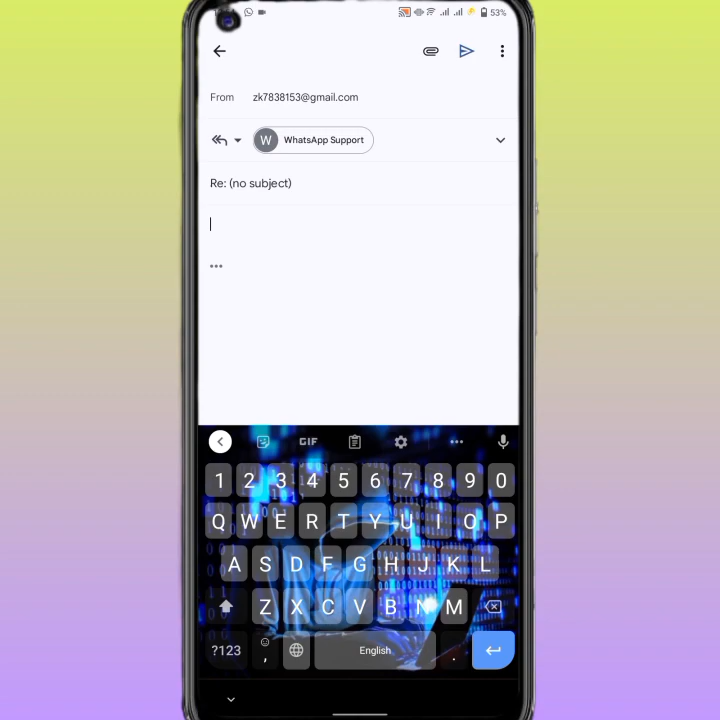 53%
From zk7838153@gmail.com
W WhatsApp Support
Re: (no subject)
GIF
1 2 3 4 5 6 7 8 9 0
Q W E R T Y U I O P
A S D F G H J K L
Z X C V B N M
?123 , English .